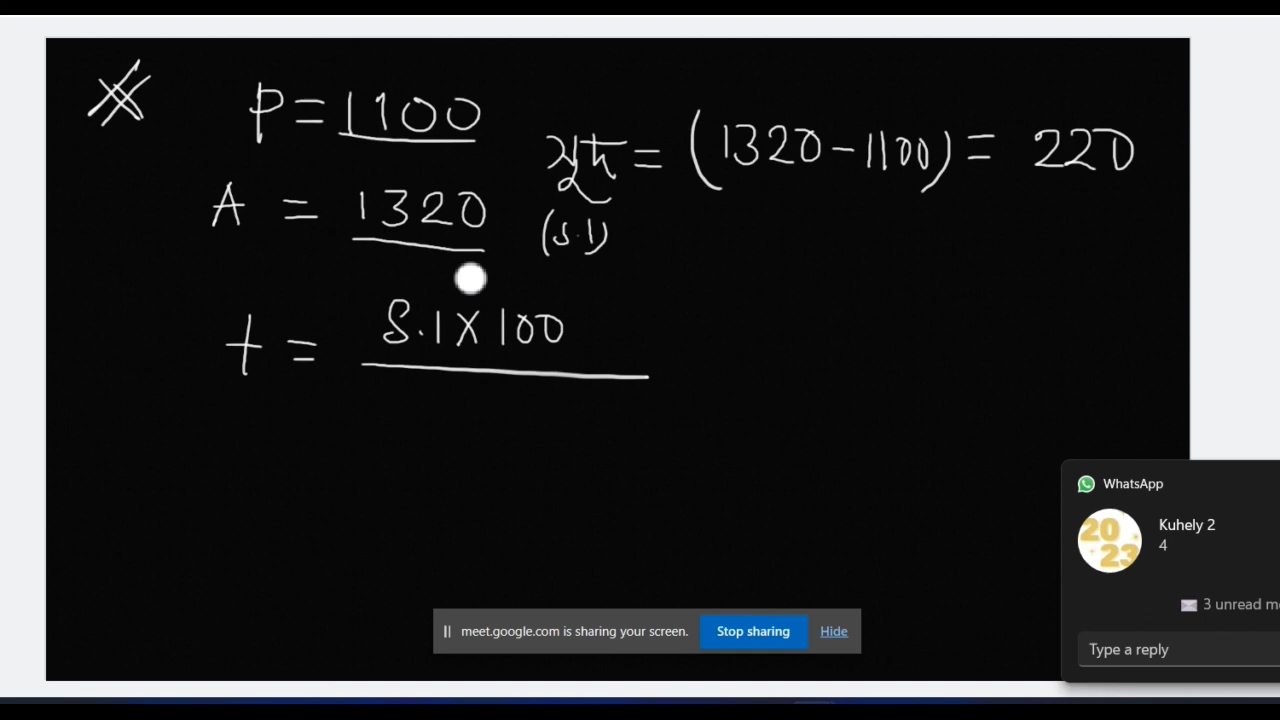 P = 1100
সুদ = (1320 - 1100) = 220
A = 1320
(S.I)
t = S.I X 100
WhatsApp
Kuhely 2
4
3 unread m
Type a reply
meet.google.com is sharing your screen.
Stop sharing
Hide